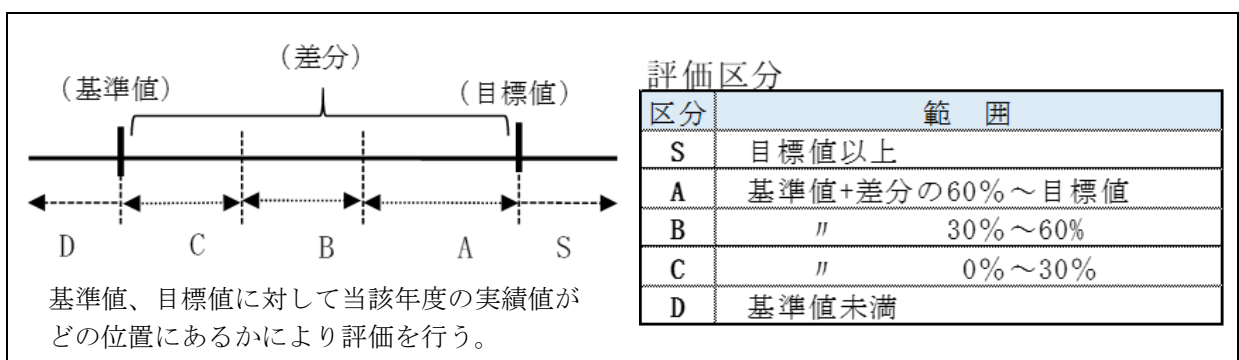 （差分）
（基準値）
（目標値）
D C B A S
基準値、目標値に対して当該年度の実績値が
どの位置にあるかにより評価を行う。
評価区分
区分 範　囲
S 目標値以上
A 基準値+差分の60％～目標値
B 〃 30％～60%
C 〃 0％～30％
D 基準値未満